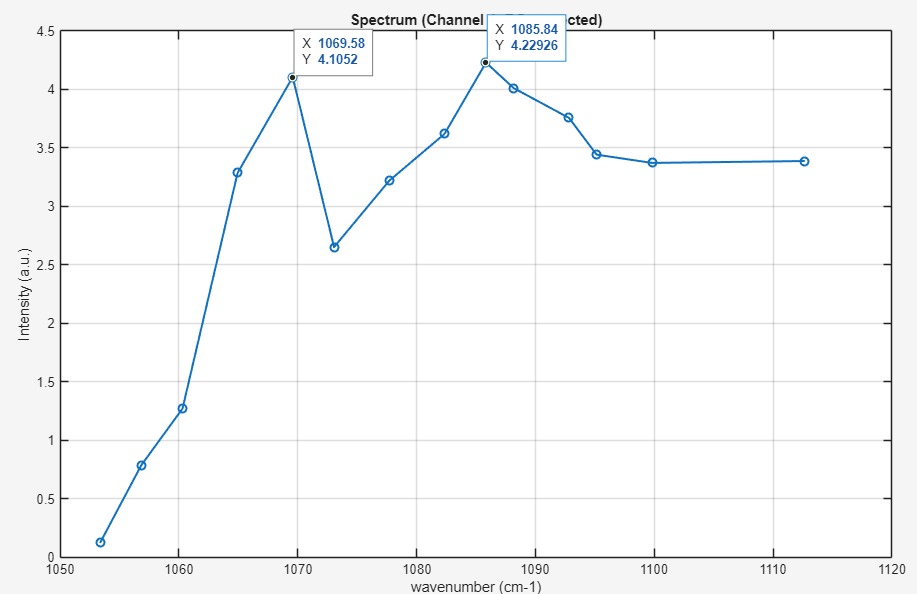 Spectrum (Channel
X 1069.58
Y 4.1052
X 1085.84
Y 4.22926
4.5
4
3.5
3
2.5
2
1.5
1
0.5
0
Intensity (a.u.)
1050 1060 1070 1080 1090 1100 1110 1120
wavenumber (cm-1)